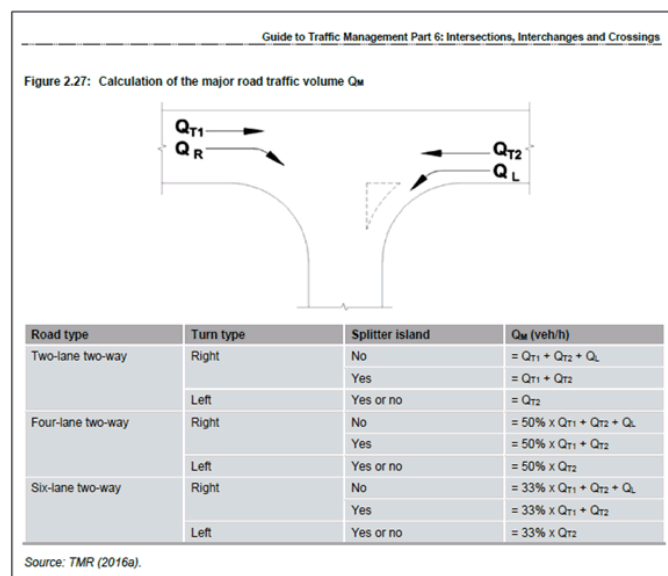 Guide to Traffic Management Part 6: Intersections, Interchanges and Crossings
Figure 2.27: Calculation of the major road traffic volume QM
QT1
QR
QT2
QL
Road type Turn type Splitter island QM (veh/h)
Two-lane two-way Right No = QT1 + QT2 + QL
Yes = QT1 + QT2
Left Yes or no = QT2
Four-lane two-way Right No = 50% x QT1 + QT2 + QL
Yes = 50% x QT1 + QT2
Left Yes or no = 50% x QT2
Six-lane two-way Right No = 33% x QT1 + QT2 + QL
Yes = 33% x QT1 + QT2
Left Yes or no = 33% x QT2
Source: TMR (2016a).